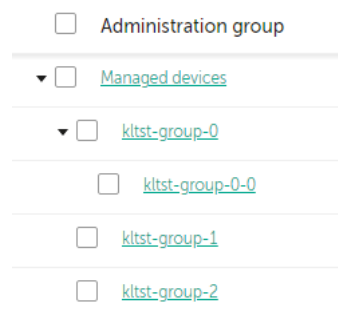 Administration group
Managed devices
kltst-group-0
kltst-group-0-0
kltst-group-1
kltst-group-2